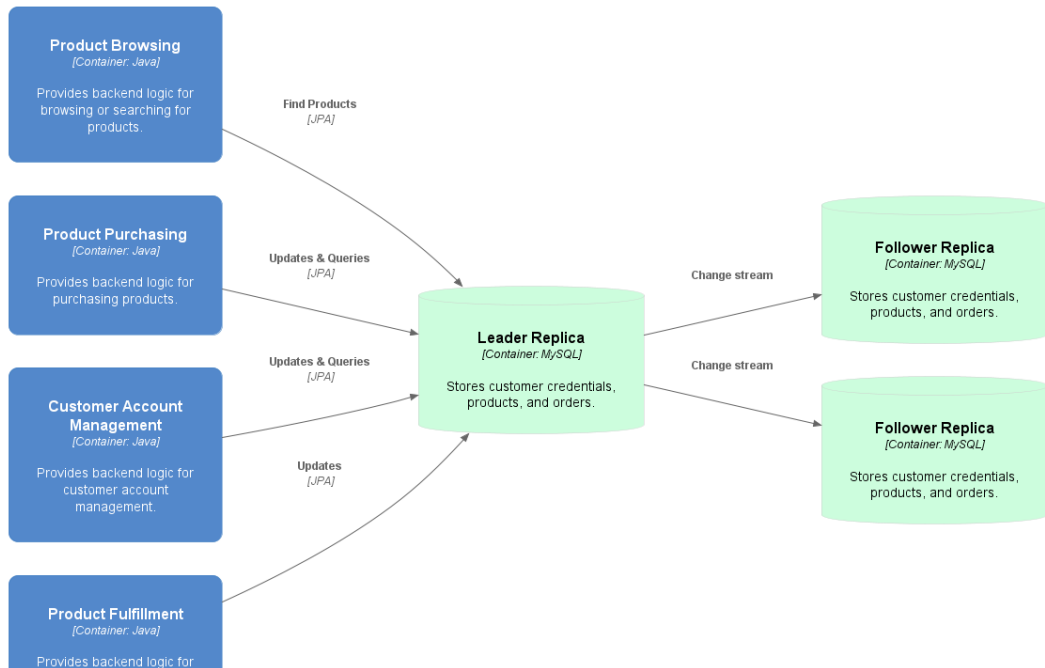 Product Browsing
[Container: Java]
Provides backend logic for
browsing or searching for
products.
Find Products
[JPA]
Product Purchasing
[Container: Java]
Provides backend logic for
purchasing products.
Updates & Queries
[JPA]
Customer Account
Management
[Container: Java]
Provides backend logic for
customer account
management.
Updates & Queries
[JPA]
Product Fulfillment
[Container: Java]
Provides backend logic for
Updates
[JPA]
Leader Replica
[Container: MySQL]
Stores customer credentials,
products, and orders.
Change stream
Follower Replica
[Container: MySQL]
Stores customer credentials,
products, and orders.
Change stream
Follower Replica
[Container: MySQL]
Stores customer credentials,
products, and orders.